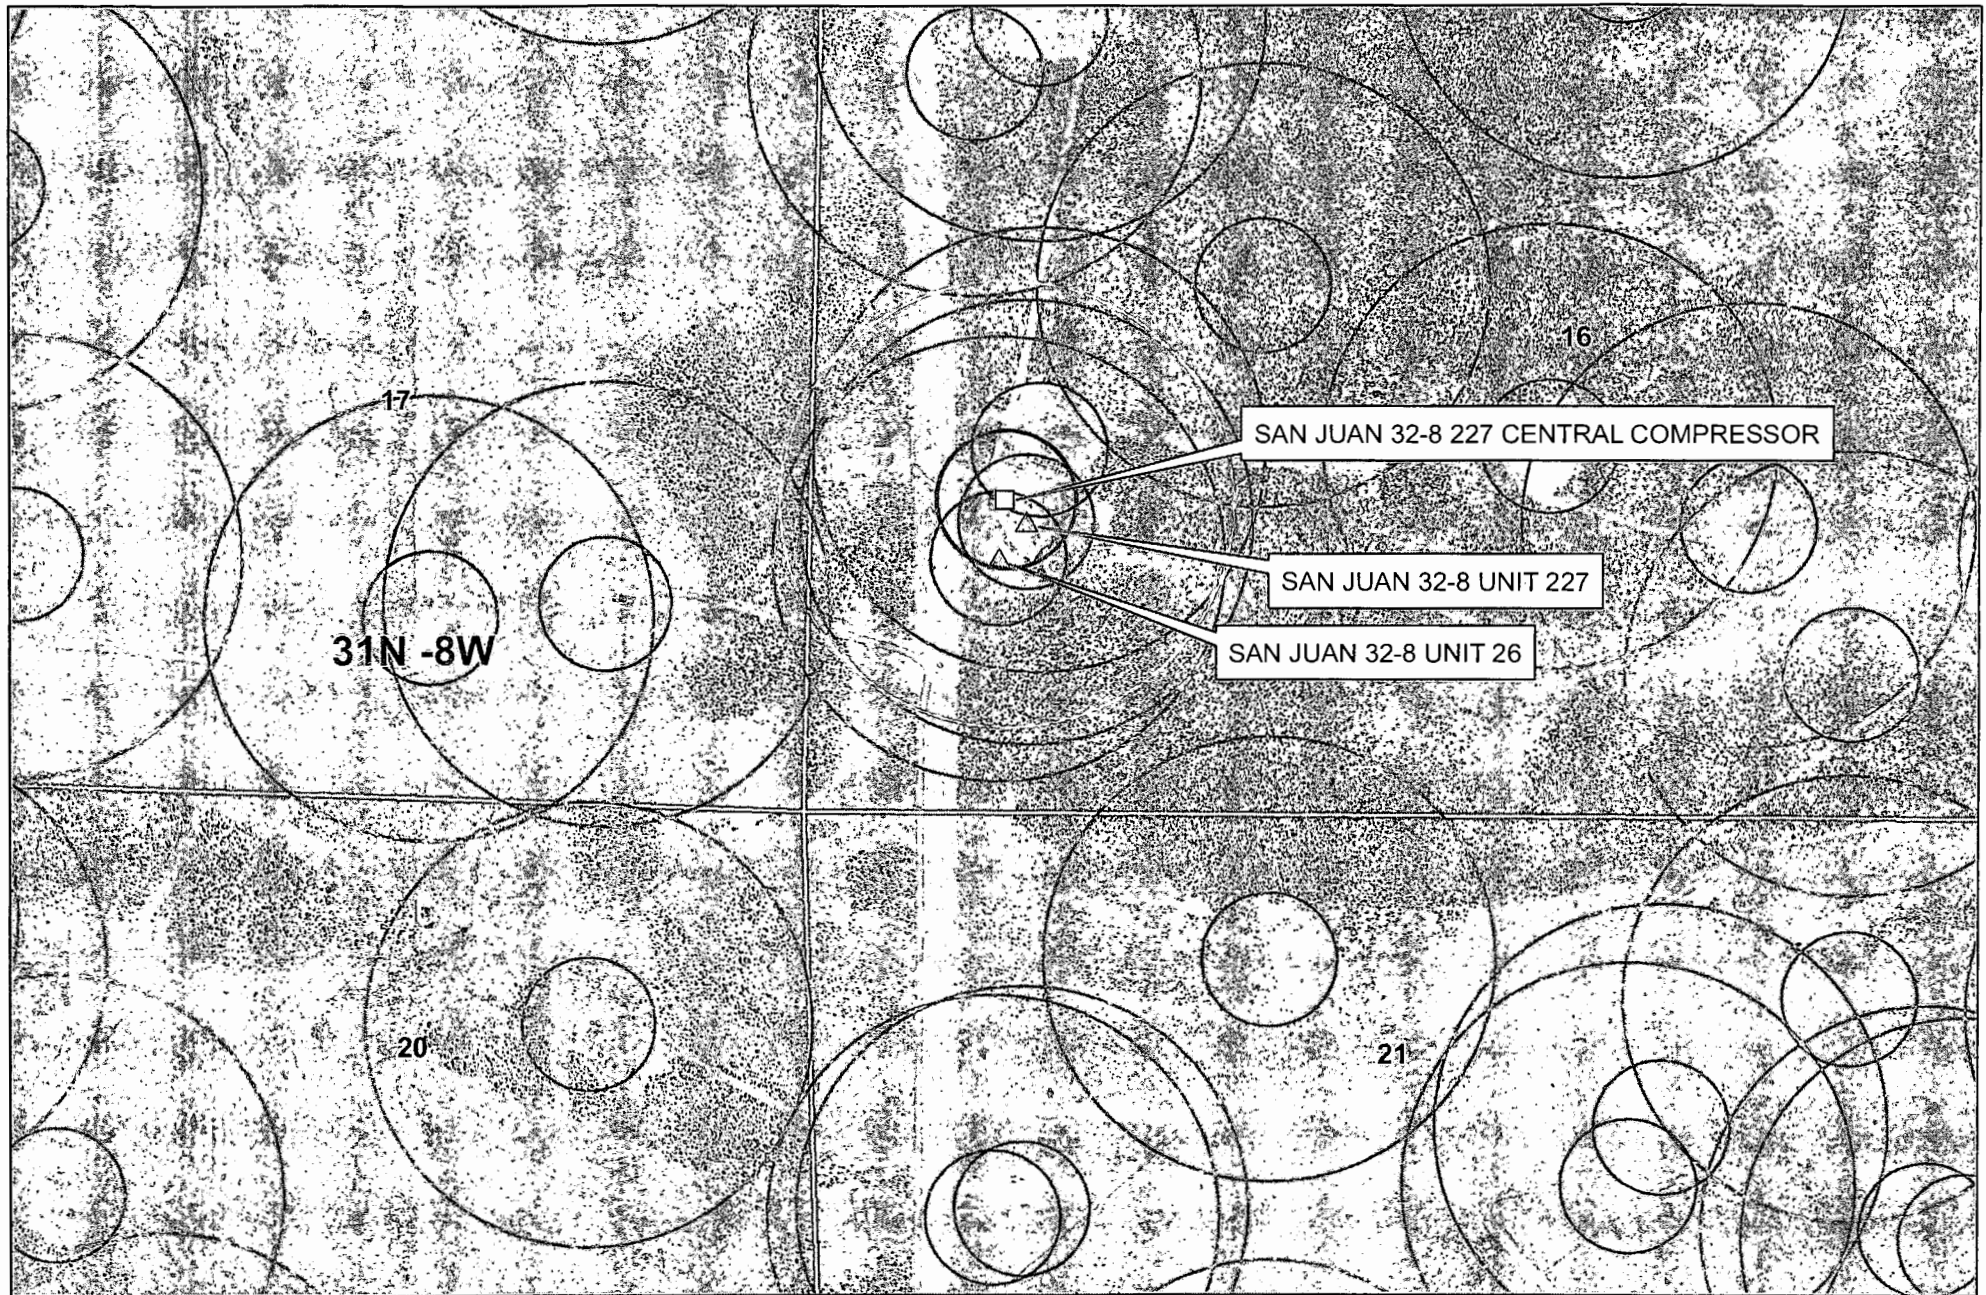 16
17
SAN JUAN 32-8 227 CENTRAL COMPRESSOR
SAN JUAN 32-8 UNIT 227
31N -8W
SAN JUAN 32-8 UNIT 26
20
21